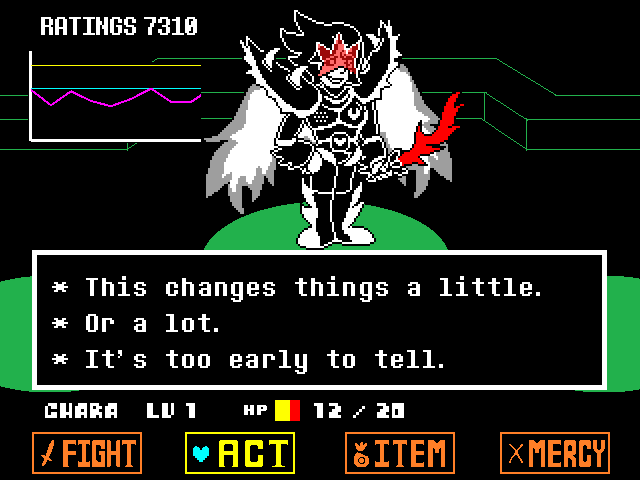 RATINGS 7310
* This changes things a little.
* Or a lot.
* It's too early to tell.
CHARA LV 1 HP 12 / 20
FIGHT ACT ITEM MERCY